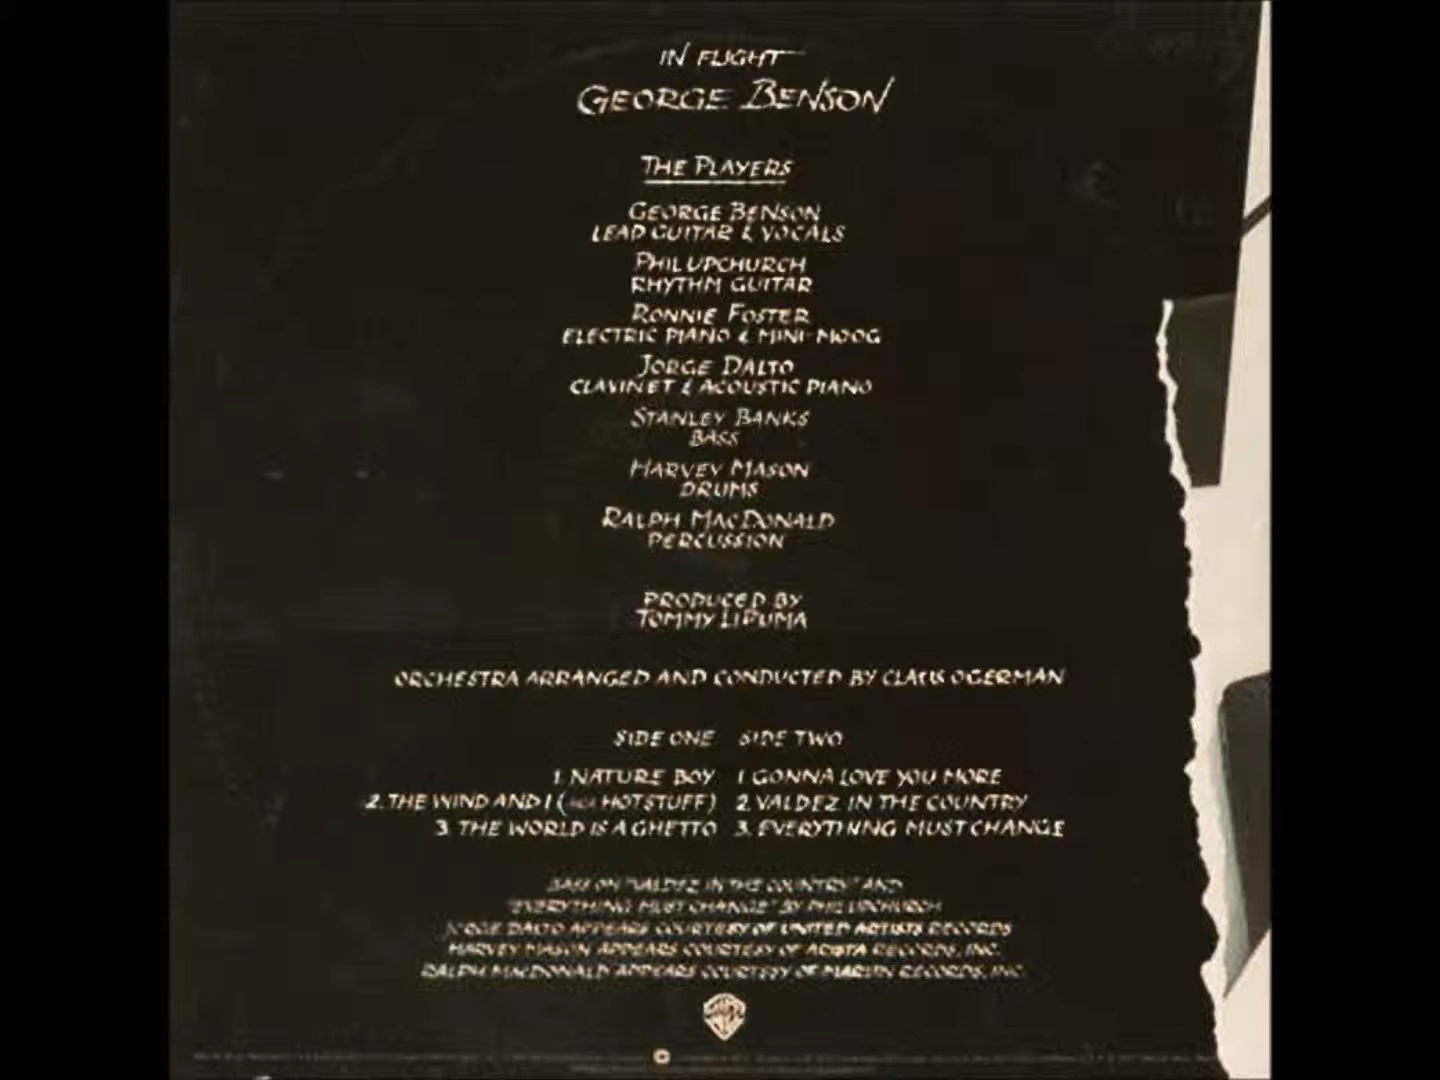 IN FLIGHT
GEORGE BENSON
THE PLAYERS
GEORGE BENSON
LEAD GUITAR & VOCALS
PHIL UPCHURCH
RHYTHM GUITAR
RONNIE FOSTER
ELECTRIC PIANO & MINI-MOOG
JORGE DALTO
CLAVINET & ACOUSTIC PIANO
STANLEY BANKS
BASS
HARVEY MASON
DRUMS
RALPH MACDONALD
PERCUSSION
PRODUCED BY
TOMMY LIPUMA
ORCHESTRA ARRANGED AND CONDUCTED BY CLAUS OGERMAN
SIDE ONE SIDE TWO
1. NATURE BOY 1 GONNA LOVE YOU MORE
2. THE WIND AND I ( HOT STUFF) 2. VALDEZ IN THE COUNTRY
3. THE WORLD IS A GHETTO 3. EVERYTHING MUST CHANGE
BASS ON "VALDEZ IN THE COUNTRY" AND
"EVERYTHING MUST CHANGE" BY PHIL UPCHURCH
JORGE DALTO APPEARS COURTESY OF UNITED ARTISTS RECORDS
HARVEY MASON APPEARS COURTESY OF ARISTA RECORDS, INC.
RALPH MACDONALD APPEARS COURTESY OF MARLIN RECORDS, INC.